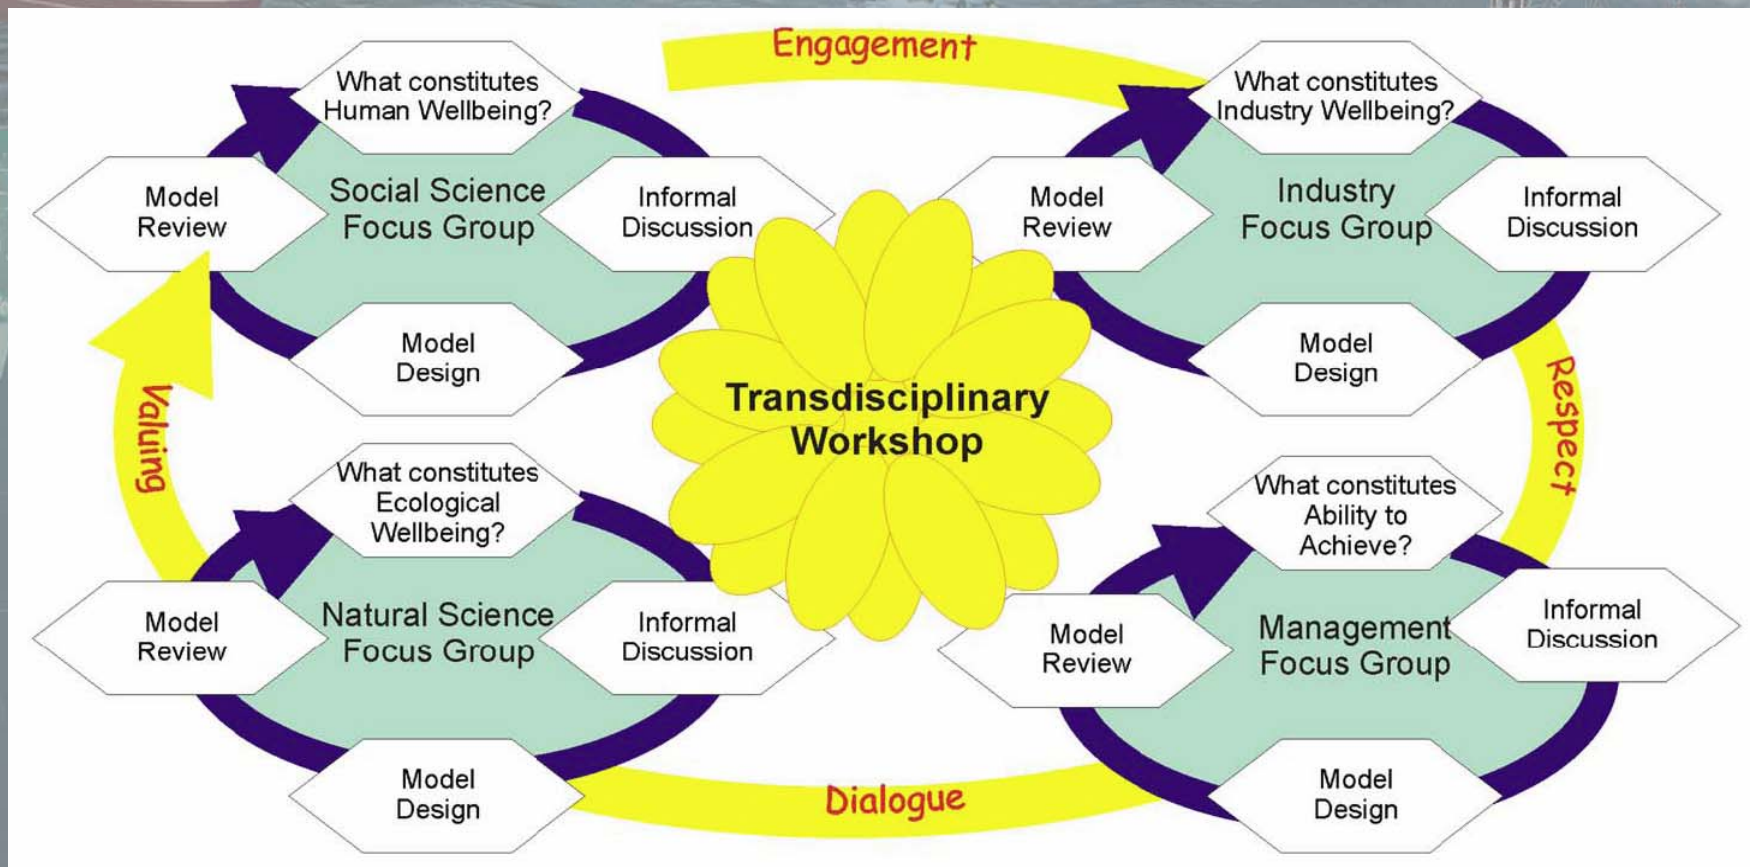 Engagement
What constitutes
Human Wellbeing?
Model
Review
Social Science
Focus Group
Informal
Discussion
Model
Design
What constitutes
Industry Wellbeing?
Model
Review
Industry
Focus Group
Informal
Discussion
Model
Design
Transdisciplinary
Workshop
Valuing
Respect
What constitutes
Ecological
Wellbeing?
Model
Review
Natural Science
Focus Group
Informal
Discussion
Model
Design
What constitutes
Ability to
Achieve?
Model
Review
Management
Focus Group
Informal
Discussion
Model
Design
Dialogue